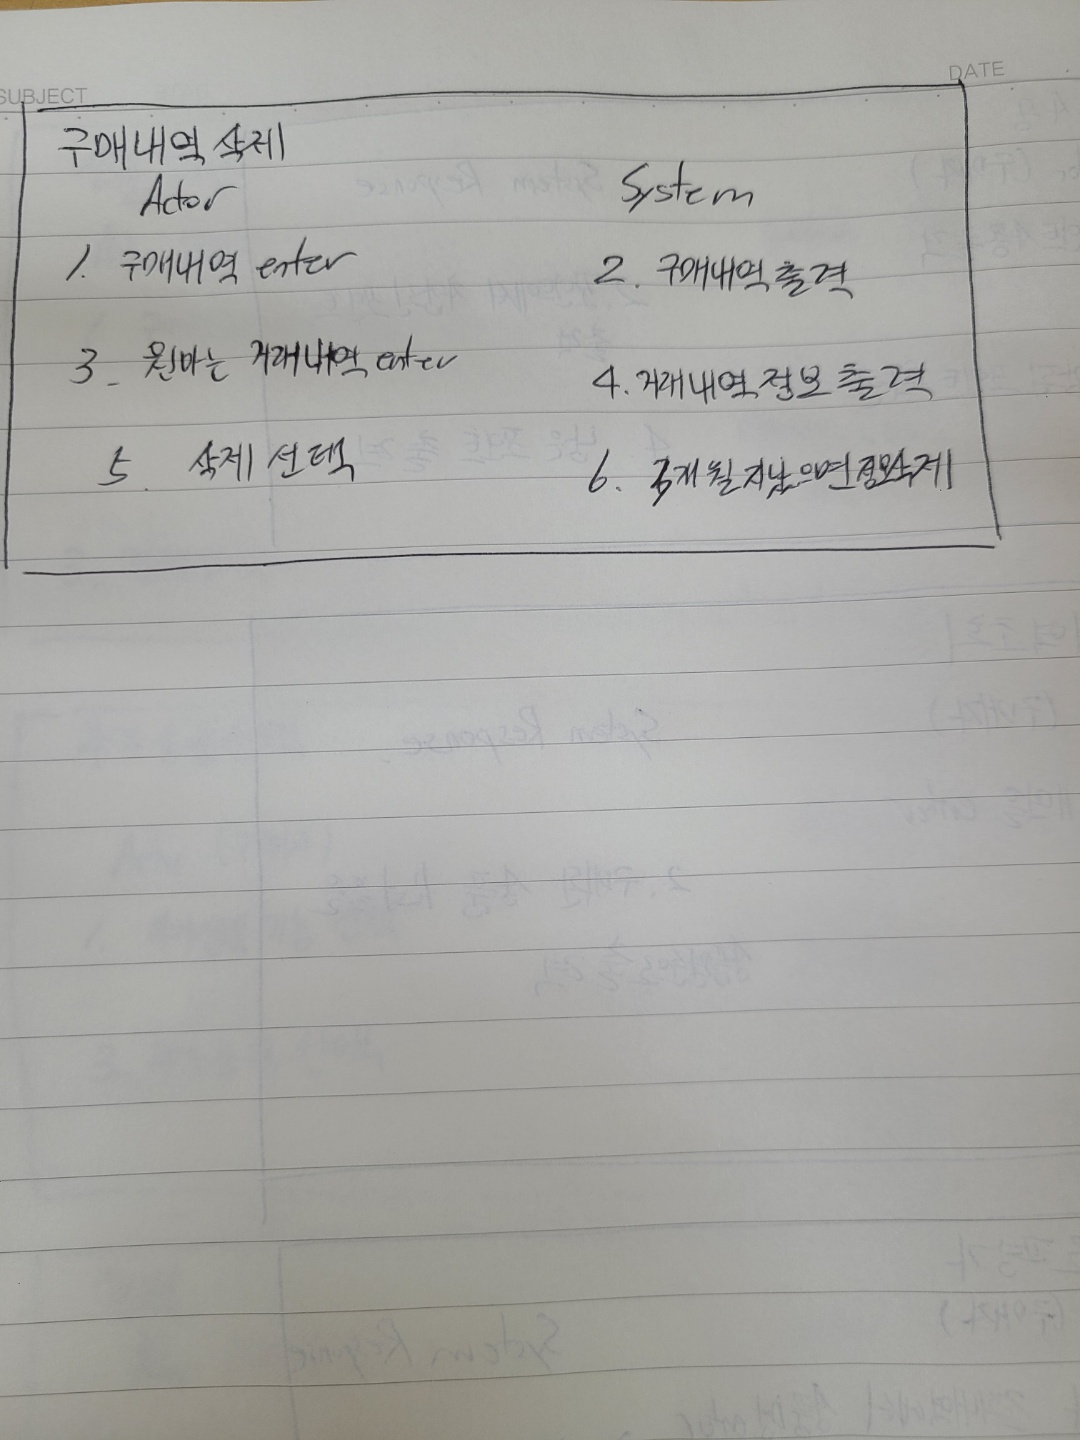 SUBJECT
DATE
구매내역 삭제
Actor
System
1. 구매내역 enter
2. 구매내역 출력
3. 원하는 거래내역 enter
4. 거래내역 정보 출력
5. 삭제 선택
6. 개월 지났으면 정보삭제